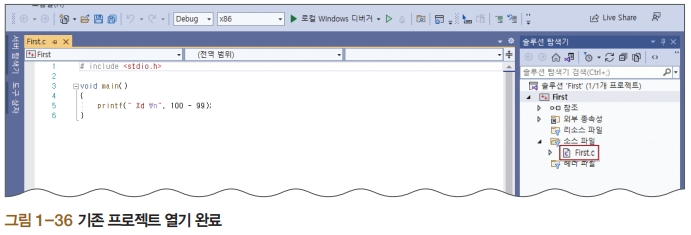 Debug
x86
로컬 Windows 디버거
Live Share
서버 탐색기
도구 상자
First.c
First
(전역 범위)
1 # include <stdio.h>
2
3 void main()
4 {
5 printf(" %d ₩n", 100 - 99);
6 }
솔루션 탐색기
솔루션 탐색기 검색(Ctrl+;)
솔루션 'First' (1/1개 프로젝트)
First
참조
외부 종속성
리소스 파일
소스 파일
First.c
헤더 파일
그림 1-36 기존 프로젝트 열기 완료